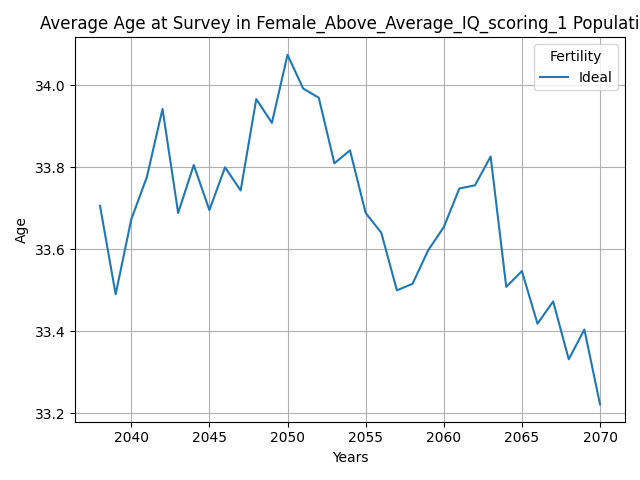 Average Age at Survey in Female_Above_Average_IQ_scoring_1 Populati
Fertility
Ideal
34.0
33.8
33.6
33.4
33.2
Age
2040 2045 2050 2055 2060 2065 2070
Years